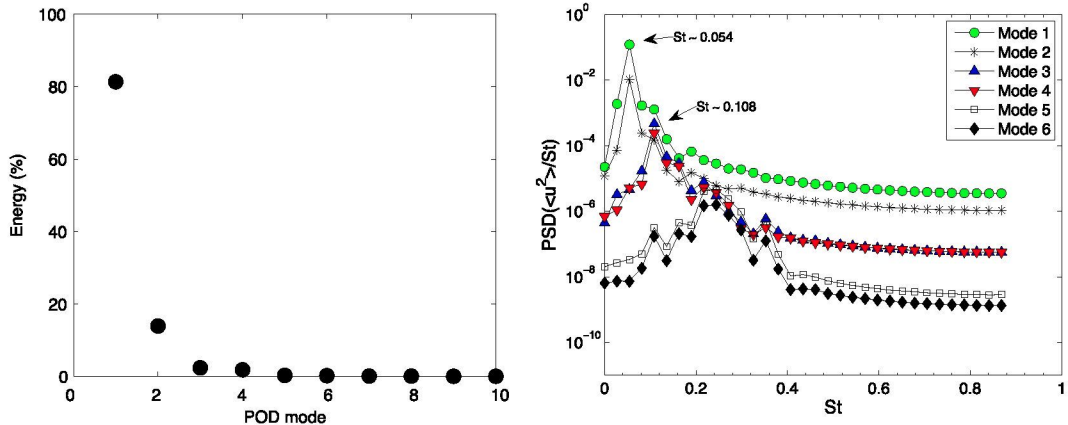 100
80
60
40
20
0
0
2
4
6
8
10
Energy (%)
POD mode
10^0
10^-2
10^-4
10^-6
10^-8
10^-10
0
0.2
0.4
0.6
0.8
1
PSD(<u^2>/St)
St
St ~ 0.054
St ~ 0.108
Mode 1
Mode 2
Mode 3
Mode 4
Mode 5
Mode 6